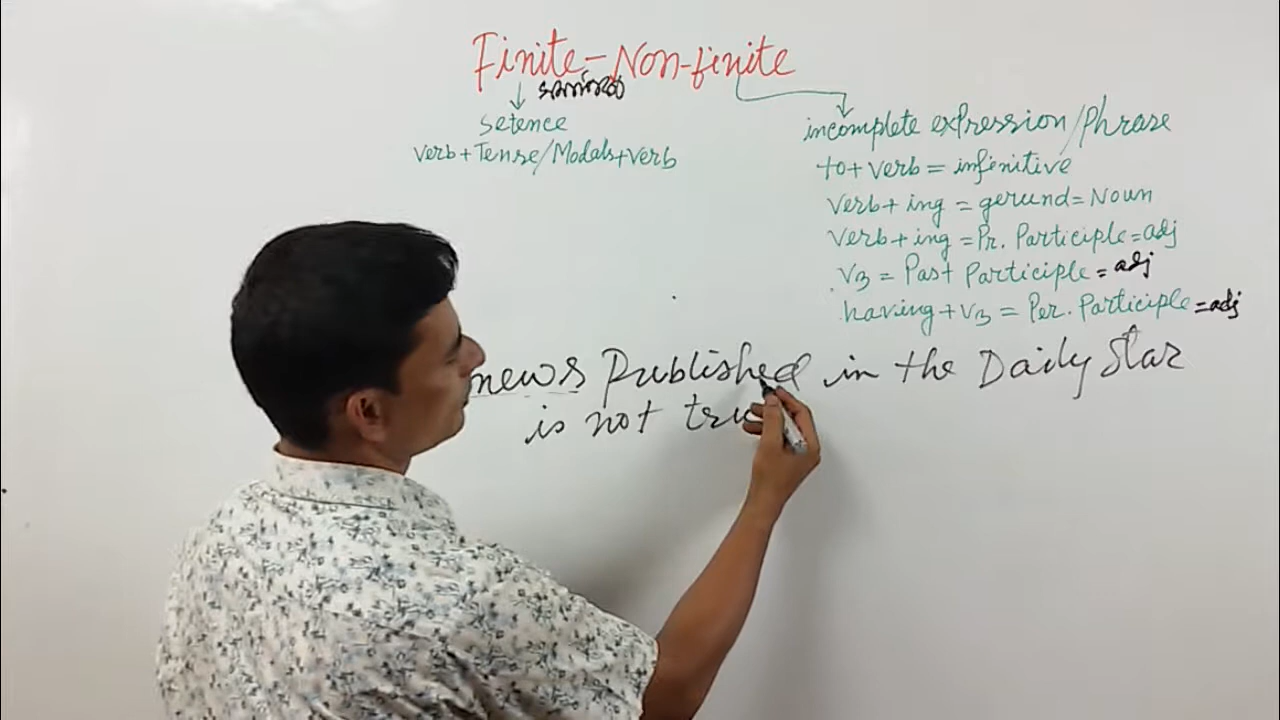 Finite-Non-finite
setence
verb+Tense/Modals+verb
incomplete expression/Phrase
to+verb = infinitive
verb+ing = gerund=Noun
verb+ing =Pr. Participle=adj
v3 = Past Participle = adj
having+v3 = Per. Participle=adj
news Published in the Daily Star
is not tru